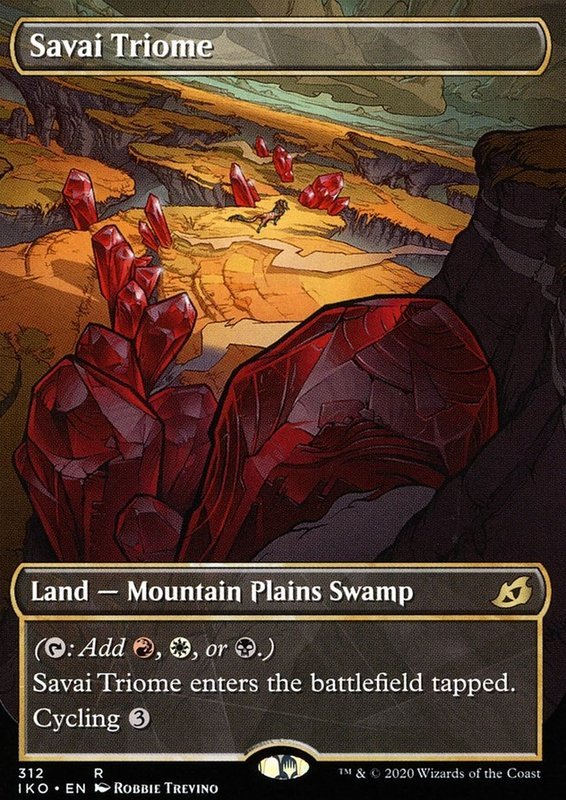 Savai Triome
Land — Mountain Plains Swamp
(: Add , , or .)
Savai Triome enters the battlefield tapped.
Cycling 3
312 R
IKO • EN Robbie Trevino
™ & © 2020 Wizards of the Coast